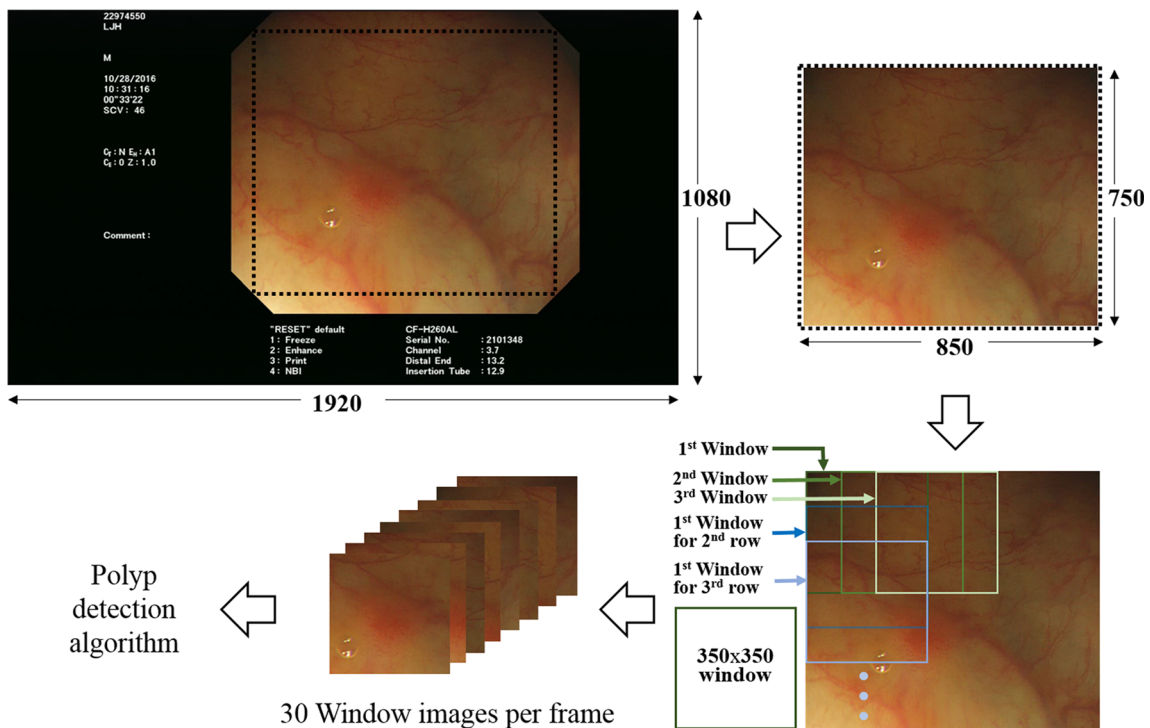 22974550
LJH
M
10/28/2016
10:31:16
00"33'22
SCV: 46
CT:N EH:A1
CE:0 Z:1.0
Comment:
"RESET" default
1: Freeze
2: Enhance
3: Print
4: NBI
CF-H260AL
Serial No. :2101348
Channel :3.7
Distal End :13.2
Insertion Tube :12.9
1080
1920
750
850
1st Window
2nd Window
3rd Window
1st Window
for 2nd row
1st Window
for 3rd row
350x350
window
30 Window images per frame
Polyp
detection
algorithm